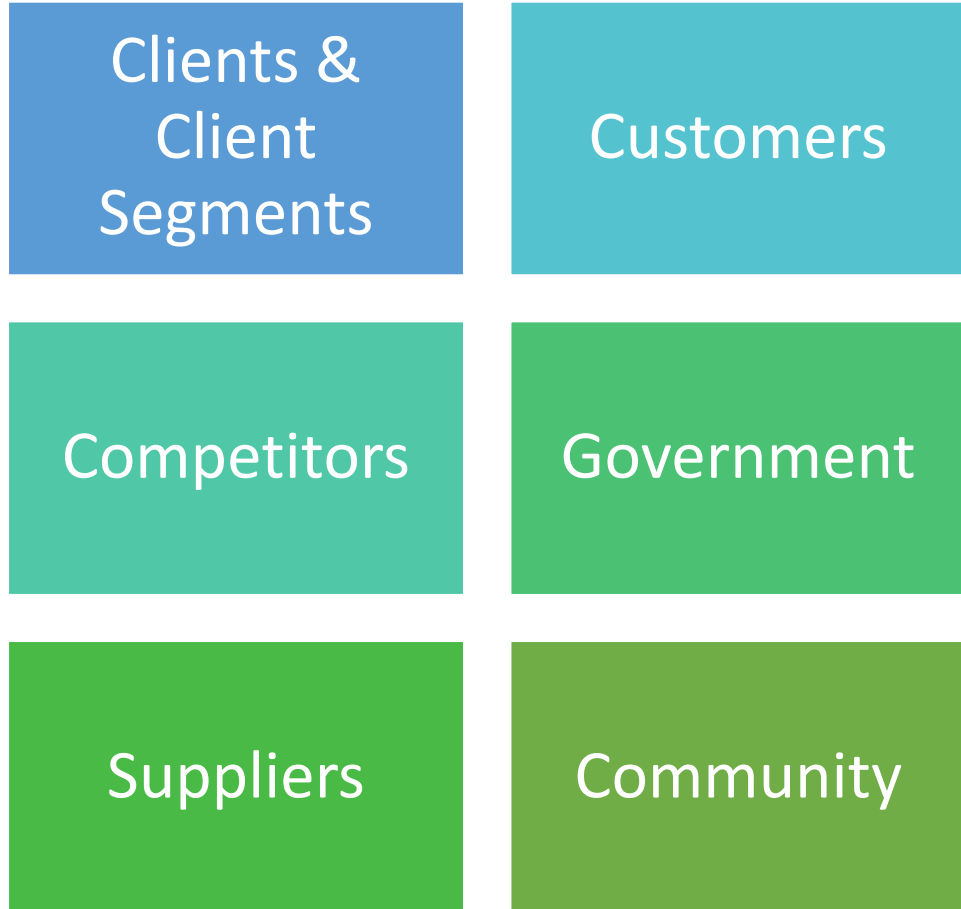 Clients &
Client
Segments
Customers
Competitors
Government
Suppliers
Community